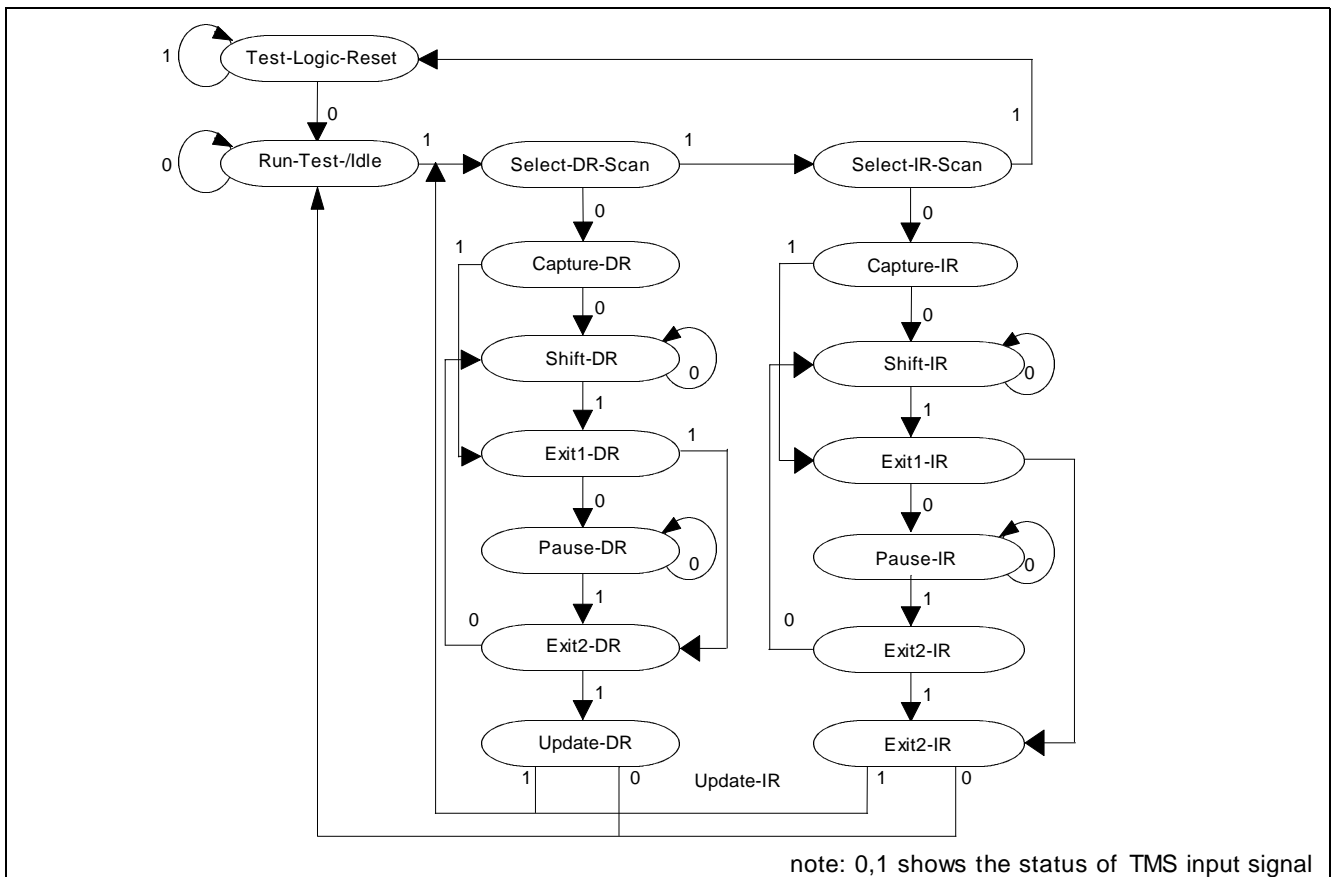 Test-Logic-Reset
1
0
1
Run-Test-/Idle
0
1
Select-DR-Scan
1
Select-IR-Scan
0
0
1
Capture-DR
1
Capture-IR
0
0
Shift-DR
0
Shift-IR
0
1
1
Exit1-DR
1
Exit1-IR
0
0
Pause-DR
0
Pause-IR
0
1
1
0
Exit2-DR
0
Exit2-IR
1
1
Update-DR
Exit2-IR
1
0
Update-IR
1
0
note: 0,1 shows the status of TMS input signal